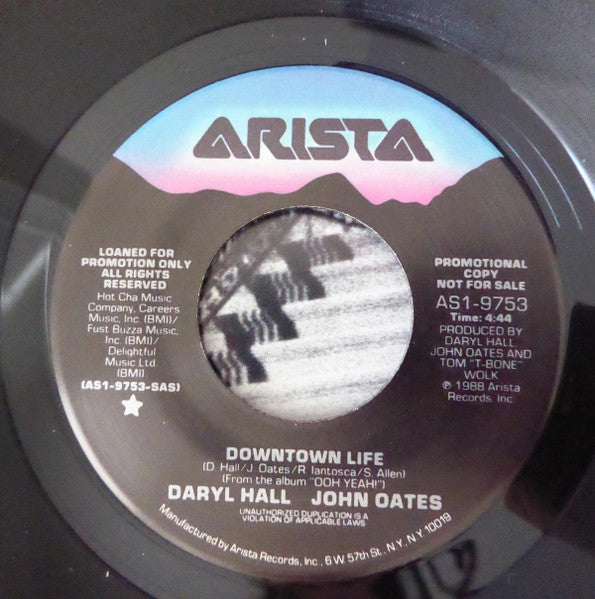 ARISTA
LOANED FOR
PROMOTION ONLY
ALL RIGHTS
RESERVED
Hot Cha Music
Company, Careers
Music, Inc. (BMI)/
Fust Buzza Music,
Inc. (BMI)/
Delightful
Music Ltd.
(BMI)
(AS1-9753-SAS)
PROMOTIONAL
COPY
NOT FOR SALE
AS1-9753
Time: 4:44
PRODUCED BY
DARYL HALL,
JOHN OATES AND
TOM "T-BONE"
WOLK
℗ 1988 Arista
Records, Inc.
DOWNTOWN LIFE
(D. Hall/J. Oates/R. Iantosca/S. Allen)
(From the album "OOH YEAH!")
DARYL HALL JOHN OATES
UNAUTHORIZED DUPLICATION IS A
VIOLATION OF APPLICABLE LAWS
Manufactured by Arista Records, Inc., 6 W. 57th St., N.Y., N.Y. 10019